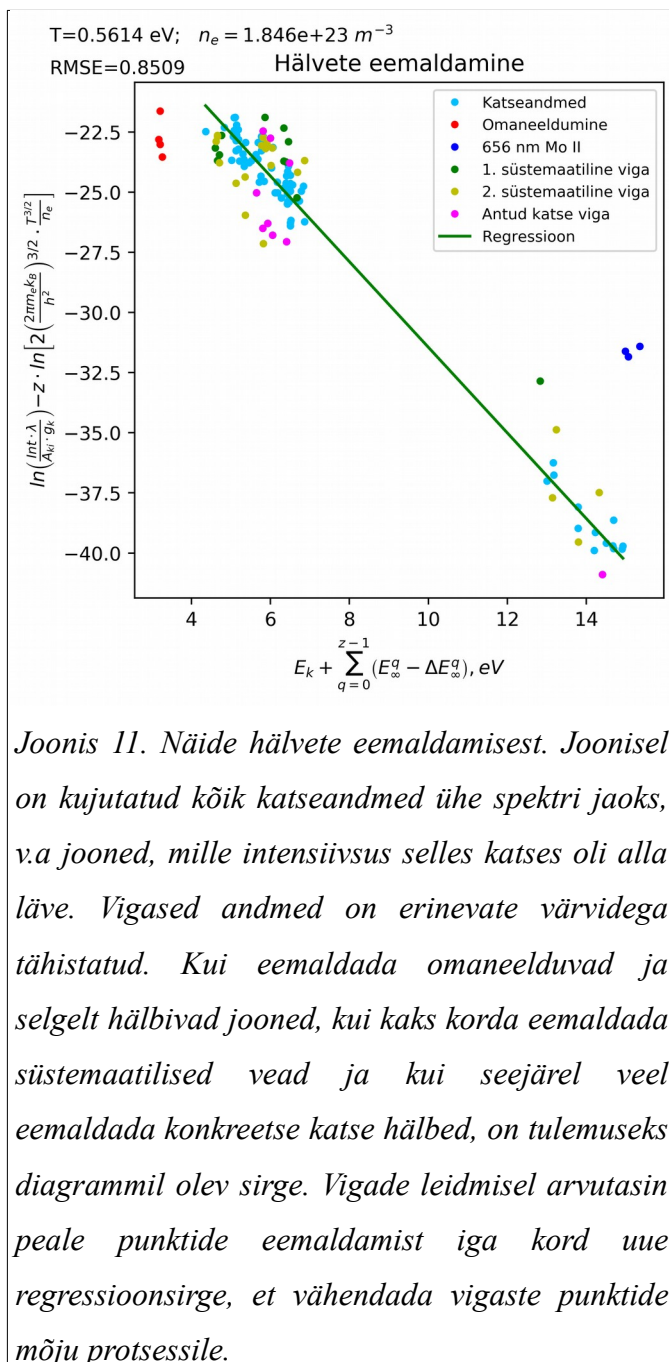 T=0.5614 eV; n_e = 1.846e+23 m^{-3}
RMSE=0.8509
Hälvete eemaldamine
Katseandmed
Omaneeldumine
656 nm Mo II
1. süstemaatiline viga
2. süstemaatiline viga
Antud katse viga
Regressioon
−22.5
−25.0
−27.5
−30.0
−32.5
−35.0
−37.5
−40.0
ln(\frac{Int·λ}{A_{ki}·g_k})−z·ln[2(\frac{2πm_ek_B}{h^2})^{3/2}·\frac{T^{3/2}}{n_e}]
4 6 8 10 12 14
E_k + \sum_{q=0}^{z−1}(E_∞^q − ΔE_∞^q), eV
Joonis 11. Näide hälvete eemaldamisest. Joonisel
on kujutatud kõik katseandmed ühe spektri jaoks,
v.a jooned, mille intensiivsus selles katses oli alla
läve. Vigased andmed on erinevate värvidega
tähistatud. Kui eemaldada omaneelduvad ja
selgelt hälbivad jooned, kui kaks korda eemaldada
süstemaatilised vead ja kui seejärel veel
eemaldada konkreetse katse hälbed, on tulemuseks
diagrammil olev sirge. Vigade leidmisel arvutasin
peale punktide eemaldamist iga kord uue
regressioonsirge, et vähendada vigaste punktide
mõju protsessile.